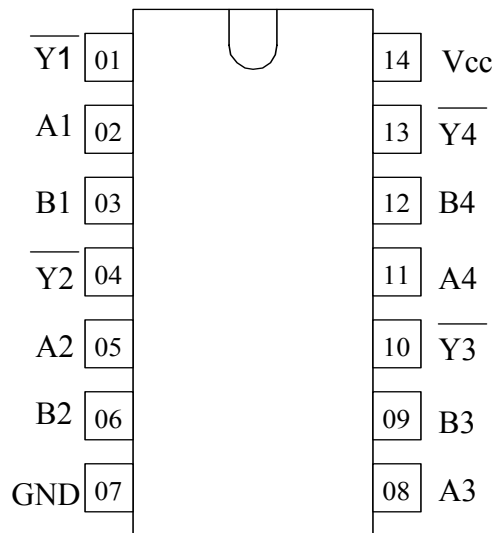 Y1 01 14 Vcc
A1 02 13 Y4
B1 03 12 B4
Y2 04 11 A4
A2 05 10 Y3
B2 06 09 B3
GND 07 08 A3